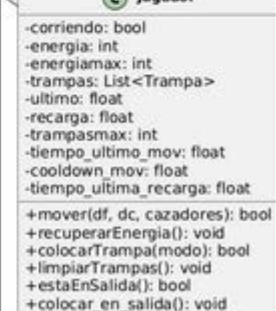 Jugador
-corriendo: bool
-energia: int
-energiamax: int
-trampas: List<Trampa>
-ultimo: float
-recarga: float
-trampasmax: int
-tiempo_ultimo_mov: float
-cooldown_mov: float
-tiempo_ultima_recarga: float
+mover(df, dc, cazadores): bool
+recuperarEnergia(): void
+colocarTrampa(modo): bool
+limpiarTrampas(): void
+estaEnSalida(): bool
+colocar_en_salida(): void